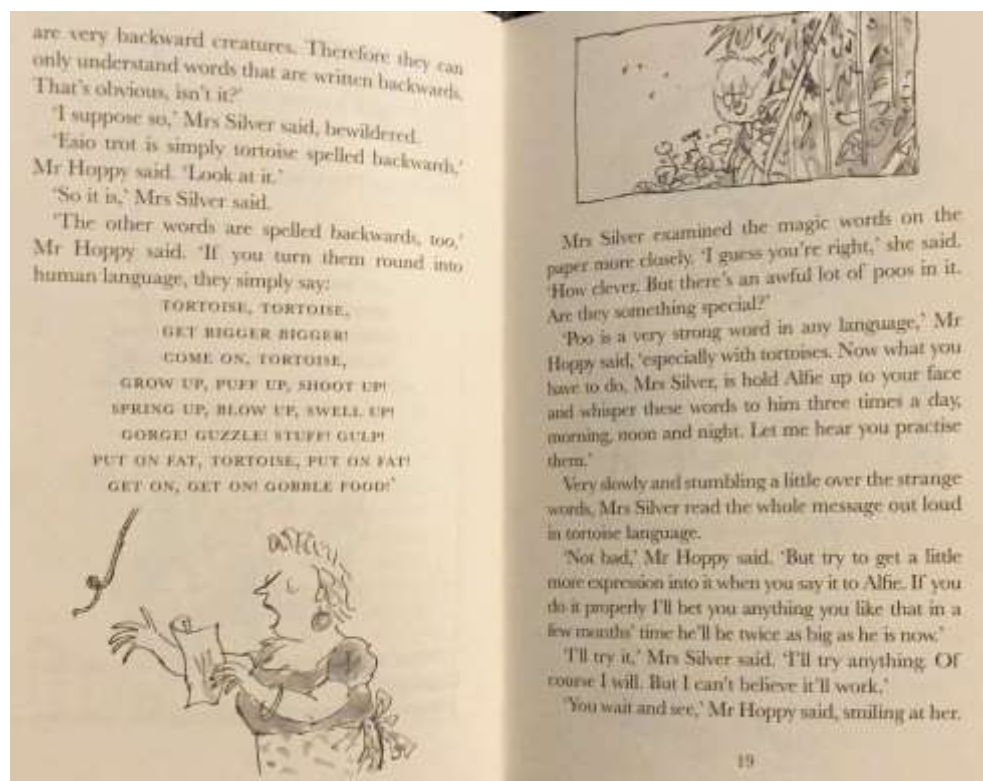 are very backward creatures. Therefore they can
only understand words that are written backwards.
That's obvious, isn't it?'
'I suppose so,' Mrs Silver said, bewildered.
'Esio trot is simply tortoise spelled backwards,'
Mr Hoppy said. 'Look at it.'
'So it is,' Mrs Silver said.
'The other words are spelled backwards, too,'
Mr Hoppy said. 'If you turn them round into
human language, they simply say:
TORTOISE, TORTOISE,
GET BIGGER BIGGER!
COME ON, TORTOISE,
GROW UP, PUFF UP, SHOOT UP!
SPRING UP, BLOW UP, SWELL UP!
GORGE! GUZZLE! STUFF! GULP!
PUT ON FAT, TORTOISE, PUT ON FAT!
GET ON, GET ON! GOBBLE FOOD!'
Mrs Silver examined the magic words on the
paper more closely. 'I guess you're right,' she said.
'How clever. But there's an awful lot of poos in it.
Are they something special?'
'Poo is a very strong word in any language,' Mr
Hoppy said, 'especially with tortoises. Now what you
have to do, Mrs Silver, is hold Alfie up to your face
and whisper these words to him three times a day,
morning, noon and night. Let me hear you practise
them.'
Very slowly and stumbling a little over the strange
words, Mrs Silver read the whole message out loud
in tortoise language.
'Not bad,' Mr Hoppy said. 'But try to get a little
more expression into it when you say it to Alfie. If you
do it properly I'll bet you anything you like that in a
few months' time he'll be twice as big as he is now.'
'I'll try it,' Mrs Silver said. 'I'll try anything. Of
course I will. But I can't believe it'll work.'
'You wait and see,' Mr Hoppy said, smiling at her.
19